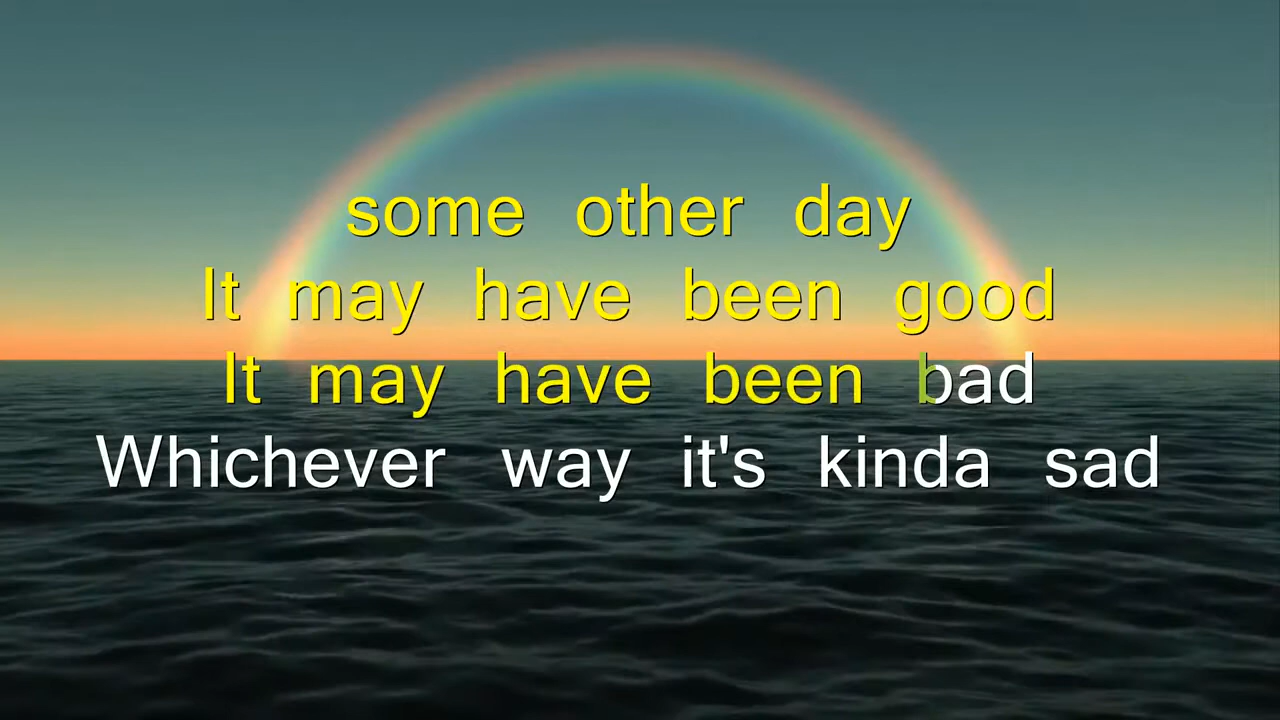 some other day
It may have been good
It may have been bad
Whichever way it's kinda sad